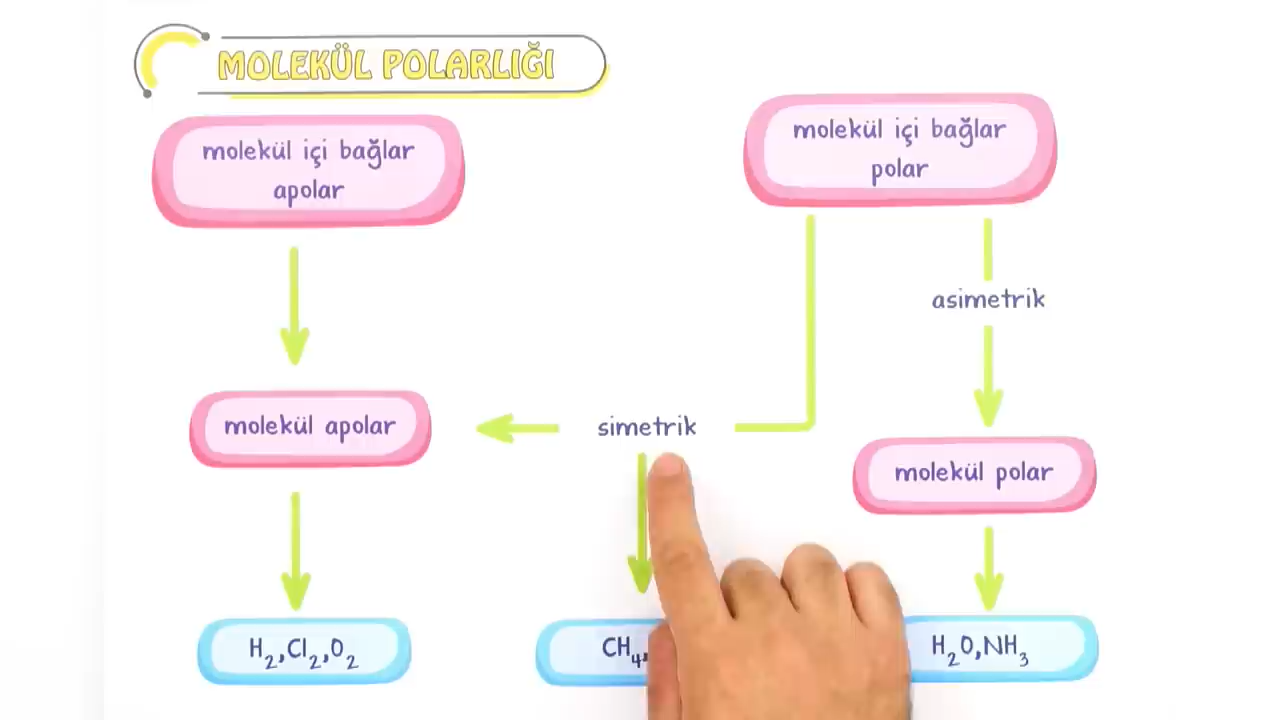 MOLEKÜL POLARLIĞI
molekül içi bağlar
apolar
molekül içi bağlar
polar
asimetrik
molekül apolar
simetrik
molekül polar
H₂,Cl₂,O₂
CH₄,
H₂O,NH₃